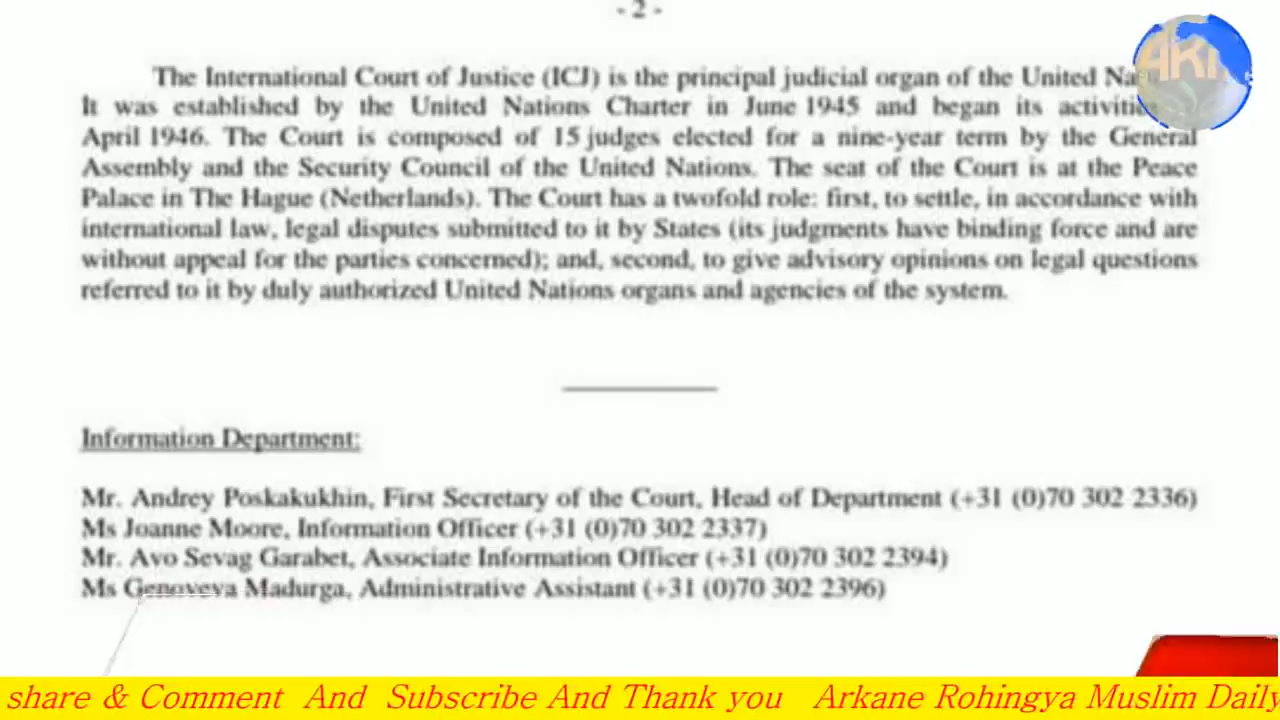 - 2 -
The International Court of Justice (ICJ) is the principal judicial organ of the United
It was established by the United Nations Charter in June 1945 and began its
April 1946. The Court is composed of 15 judges elected for a nine-year term by the General
Assembly and the Security Council of the United Nations. The seat of the Court is at the Peace
Palace in The Hague (Netherlands). The Court has a twofold role: first, to settle, in accordance with
international law, legal disputes submitted to it by States (its judgments have binding force and are
without appeal for the parties concerned); and, second, to give advisory opinions on legal questions
referred to it by duly authorized United Nations organs and agencies of the system.
Information Department:
Mr. Andrey Poskakukhin, First Secretary of the Court, Head of Department (+31 (0)70 302 2336)
Ms Joanne Moore, Information Officer (+31 (0)70 302 2337)
Mr. Avo Sevag Garabet, Associate Information Officer (+31 (0)70 302 2394)
Ms Genoveva Madurga, Administrative Assistant (+31 (0)70 302 2396)
share & Comment And Subscribe And Thank you Arkane Rohingya Muslim Daily